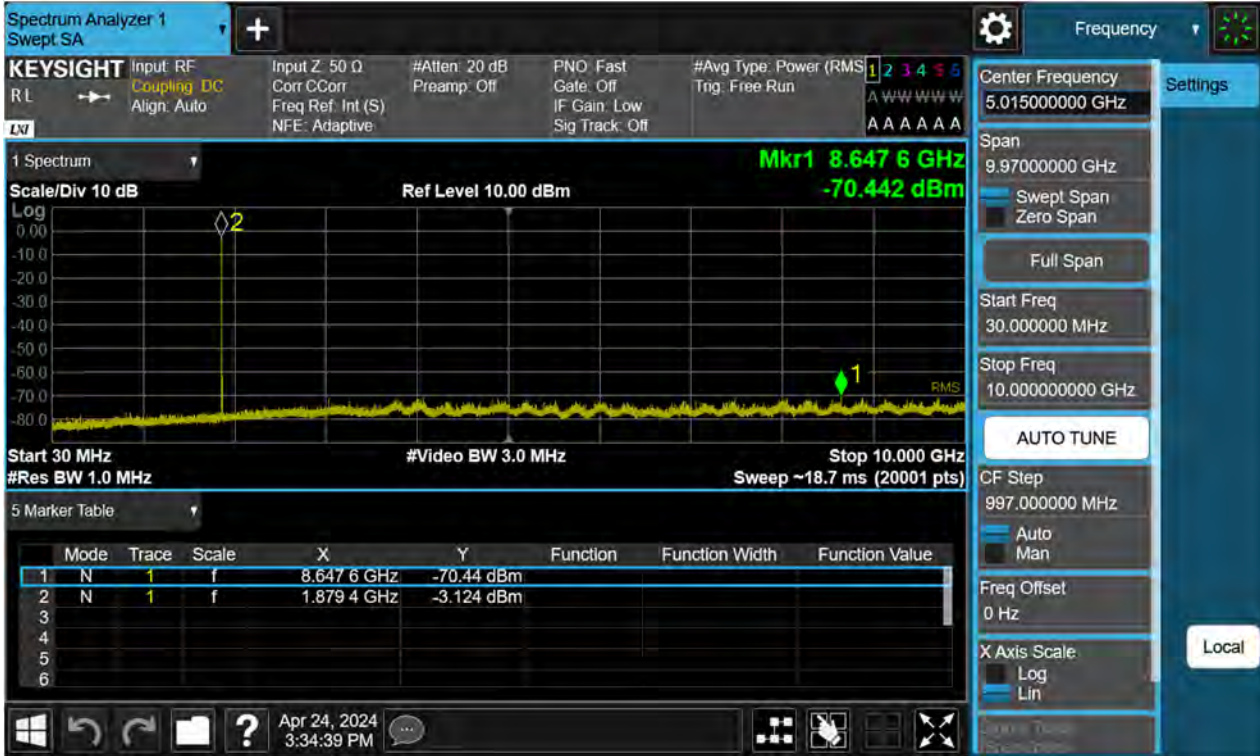 Spectrum Analyzer 1
Swept SA
+
Frequency
KEYSIGHT
RL
LXI
Input: RF
Coupling: DC
Align: Auto
Input Z: 50 Ω
Corr CCorr
Freq Ref: Int (S)
NFE: Adaptive
#Atten: 20 dB
Preamp: Off
PNO: Fast
Gate: Off
IF Gain: Low
Sig Track: Off
#Avg Type: Power (RMS
Trig: Free Run
1 2 3 4 5 6
A W W W W W
A A A A A A
Center Frequency
5.015000000 GHz
Settings
1 Spectrum
Scale/Div 10 dB
Ref Level 10.00 dBm
Mkr1 8.647 6 GHz
-70.442 dBm
Log
0.00
-10.0
-20.0
-30.0
-40.0
-50.0
-60.0
-70.0
-80.0
2
1
RMS
Start 30 MHz
#Video BW 3.0 MHz
Stop 10.000 GHz
#Res BW 1.0 MHz
Sweep ~18.7 ms (20001 pts)
Span
9.97000000 GHz
Swept Span
Zero Span
Full Span
Start Freq
30.000000 MHz
Stop Freq
10.000000000 GHz
AUTO TUNE
CF Step
997.000000 MHz
Auto
Man
Freq Offset
0 Hz
X Axis Scale
Log
Lin
Local
5 Marker Table
Mode Trace Scale X Y Function Function Width Function Value
1 N 1 f 8.647 6 GHz -70.44 dBm
2 N 1 f 1.879 4 GHz -3.124 dBm
3
4
5
6
?
Apr 24, 2024
3:34:39 PM